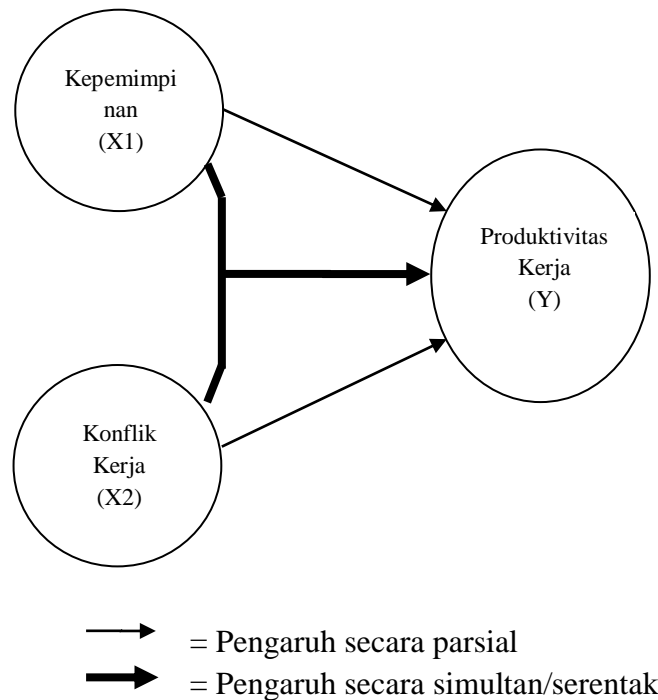 Kepemimpi
nan
(X1)
Produktivitas
Kerja
(Y)
Konflik
Kerja
(X2)
= Pengaruh secara parsial
= Pengaruh secara simultan/serentak